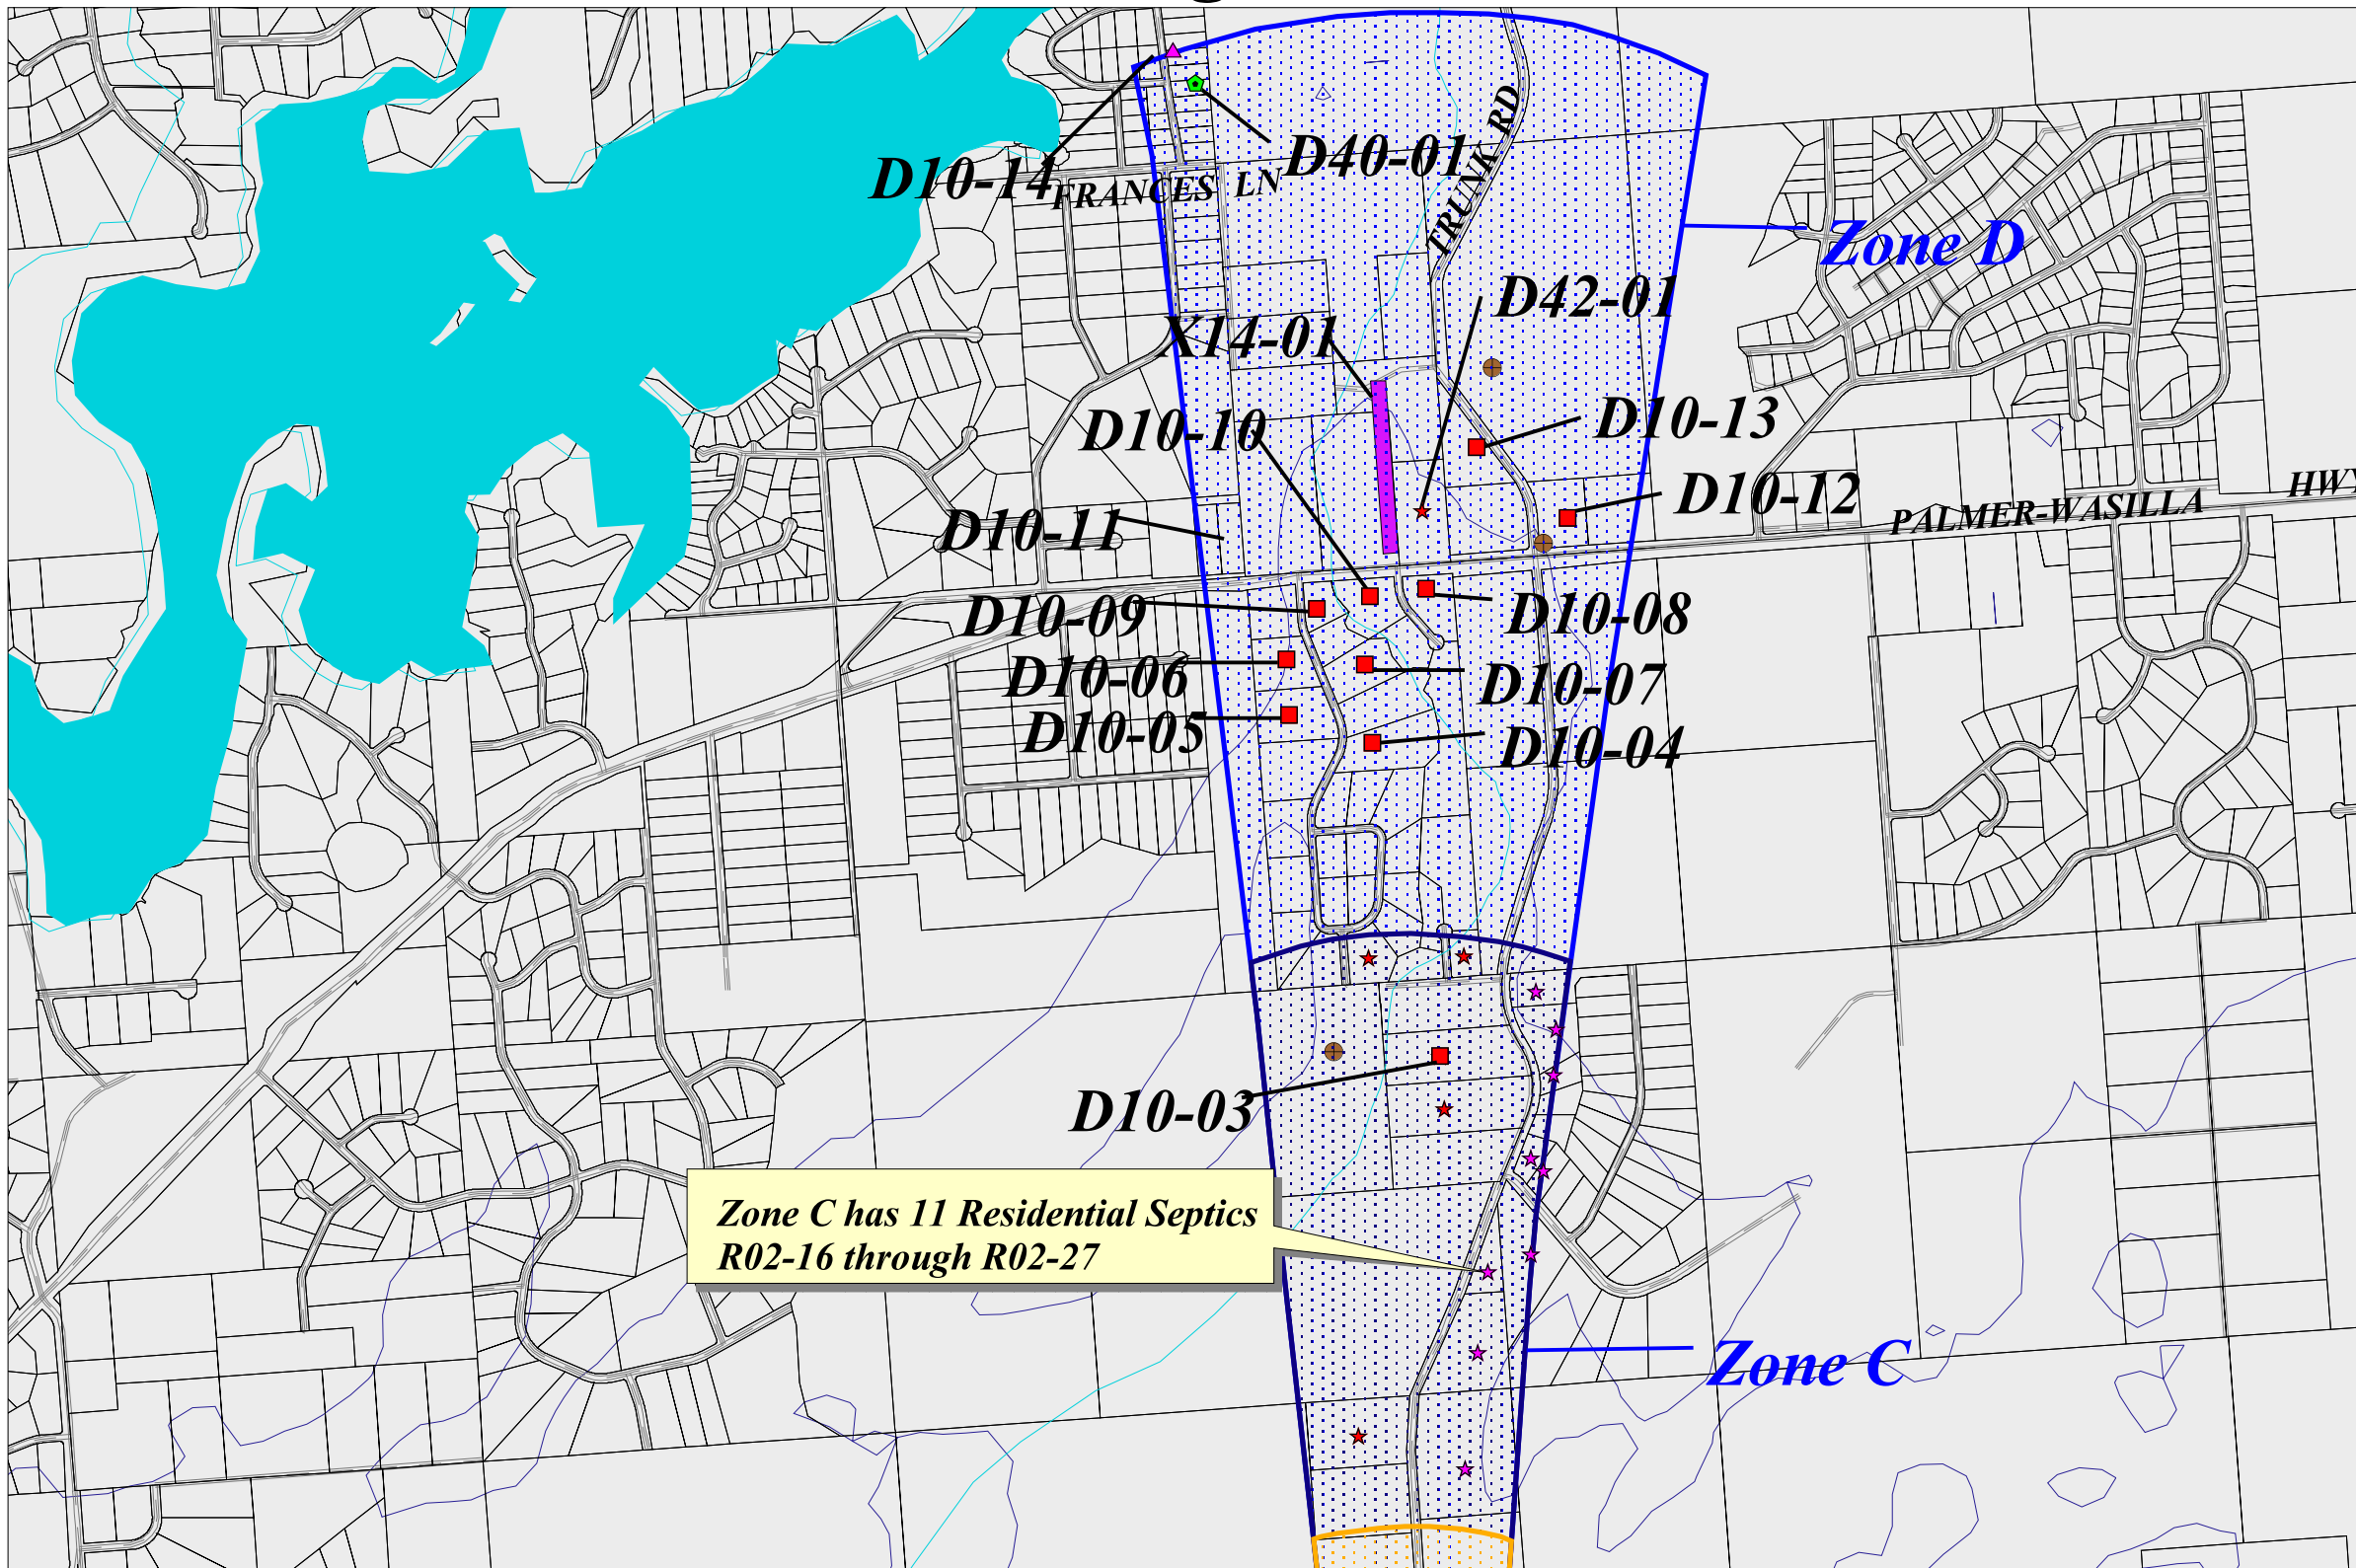 D10-14
D40-01
FRANCES LN
TRUNK RD
Zone D
D42-01
X14-01
D10-10
D10-13
D10-12
PALMER-WASILLA HWY
D10-11
D10-09
D10-08
D10-06
D10-07
D10-05
D10-04
D10-03
Zone C has 11 Residential Septics
R02-16 through R02-27
Zone C